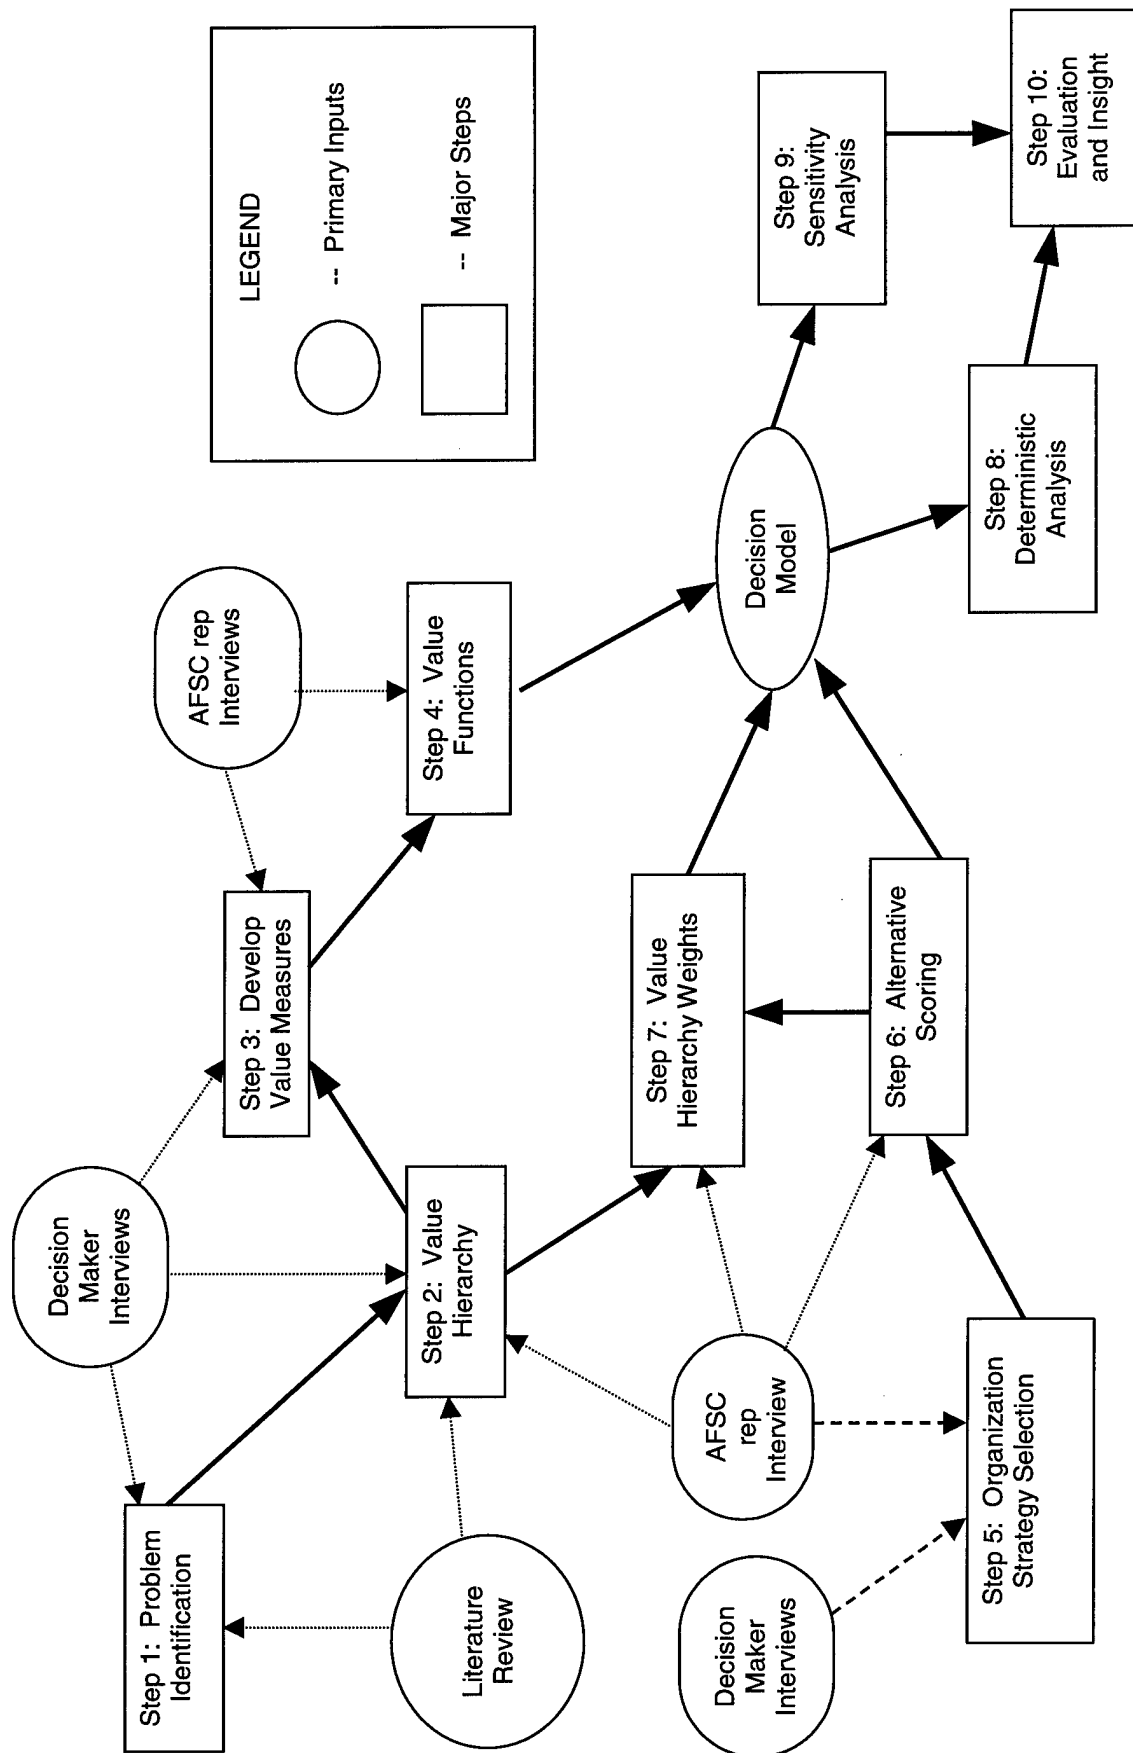 Decision
Maker
Interviews
AFSC rep
Interviews
LEGEND
-- Primary Inputs
-- Major Steps
Step 1: Problem
Identification
Step 3: Develop
Value Measures
Literature
Review
Step 2: Value
Hierarchy
Step 4: Value
Functions
Decision
Maker
Interviews
AFSC
rep
Interview
Step 7: Value
Hierarchy Weights
Decision
Model
Step 9:
Sensitivity
Analysis
Step 5: Organization
Strategy Selection
Step 6: Alternative
Scoring
Step 8:
Deterministic
Analysis
Step 10:
Evaluation
and Insight